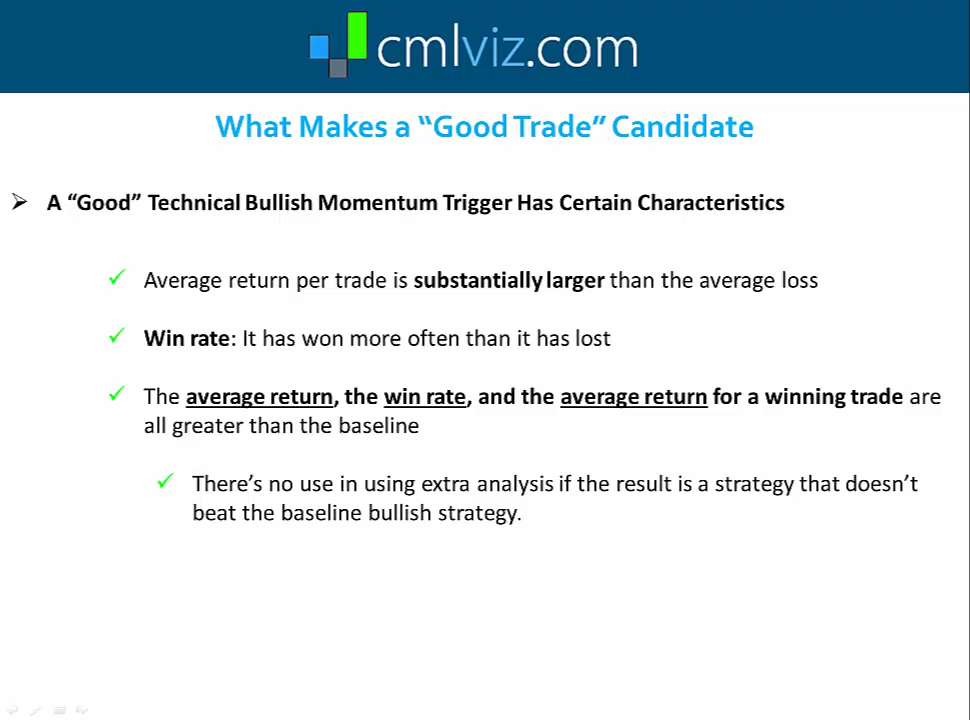 cmlviz.com
What Makes a “Good Trade” Candidate
A “Good” Technical Bullish Momentum Trigger Has Certain Characteristics
Average return per trade is substantially larger than the average loss
Win rate: It has won more often than it has lost
The average return, the win rate, and the average return for a winning trade are
all greater than the baseline
There’s no use in using extra analysis if the result is a strategy that doesn’t
beat the baseline bullish strategy.